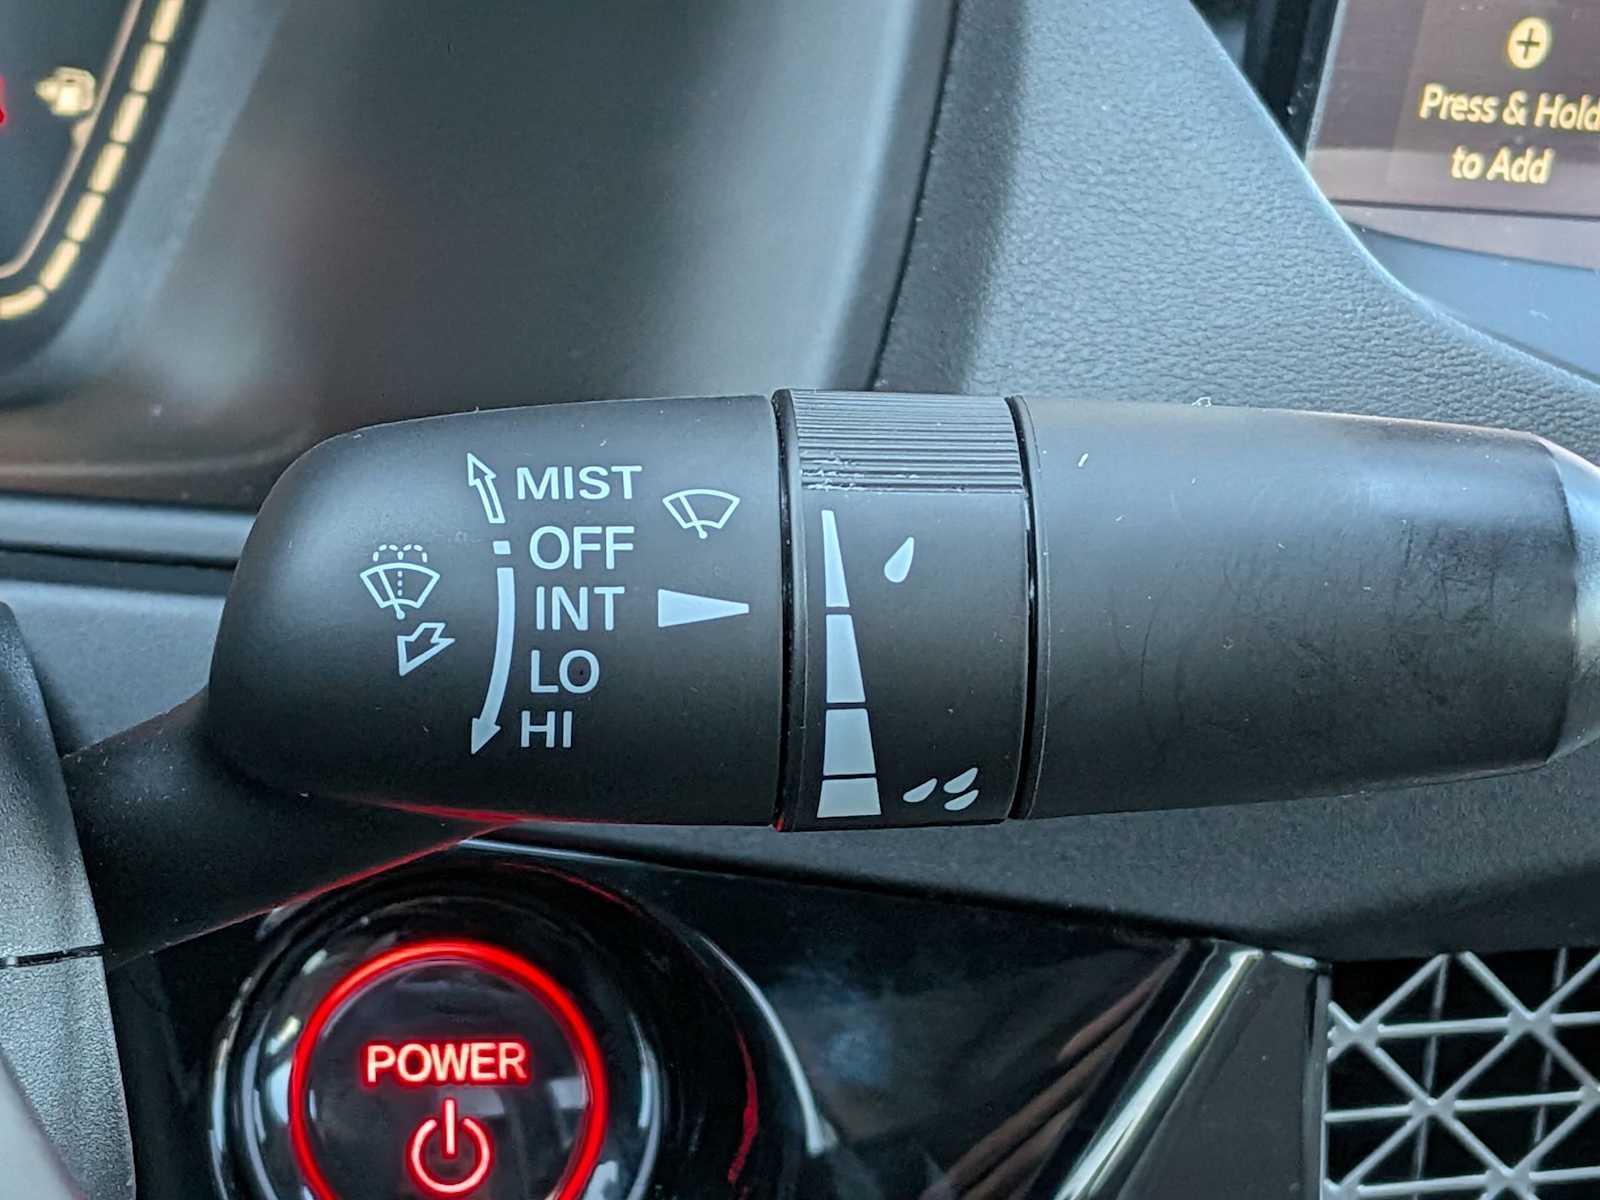 Press & Hold
to Add
MIST
OFF
INT
LO
HI
POWER